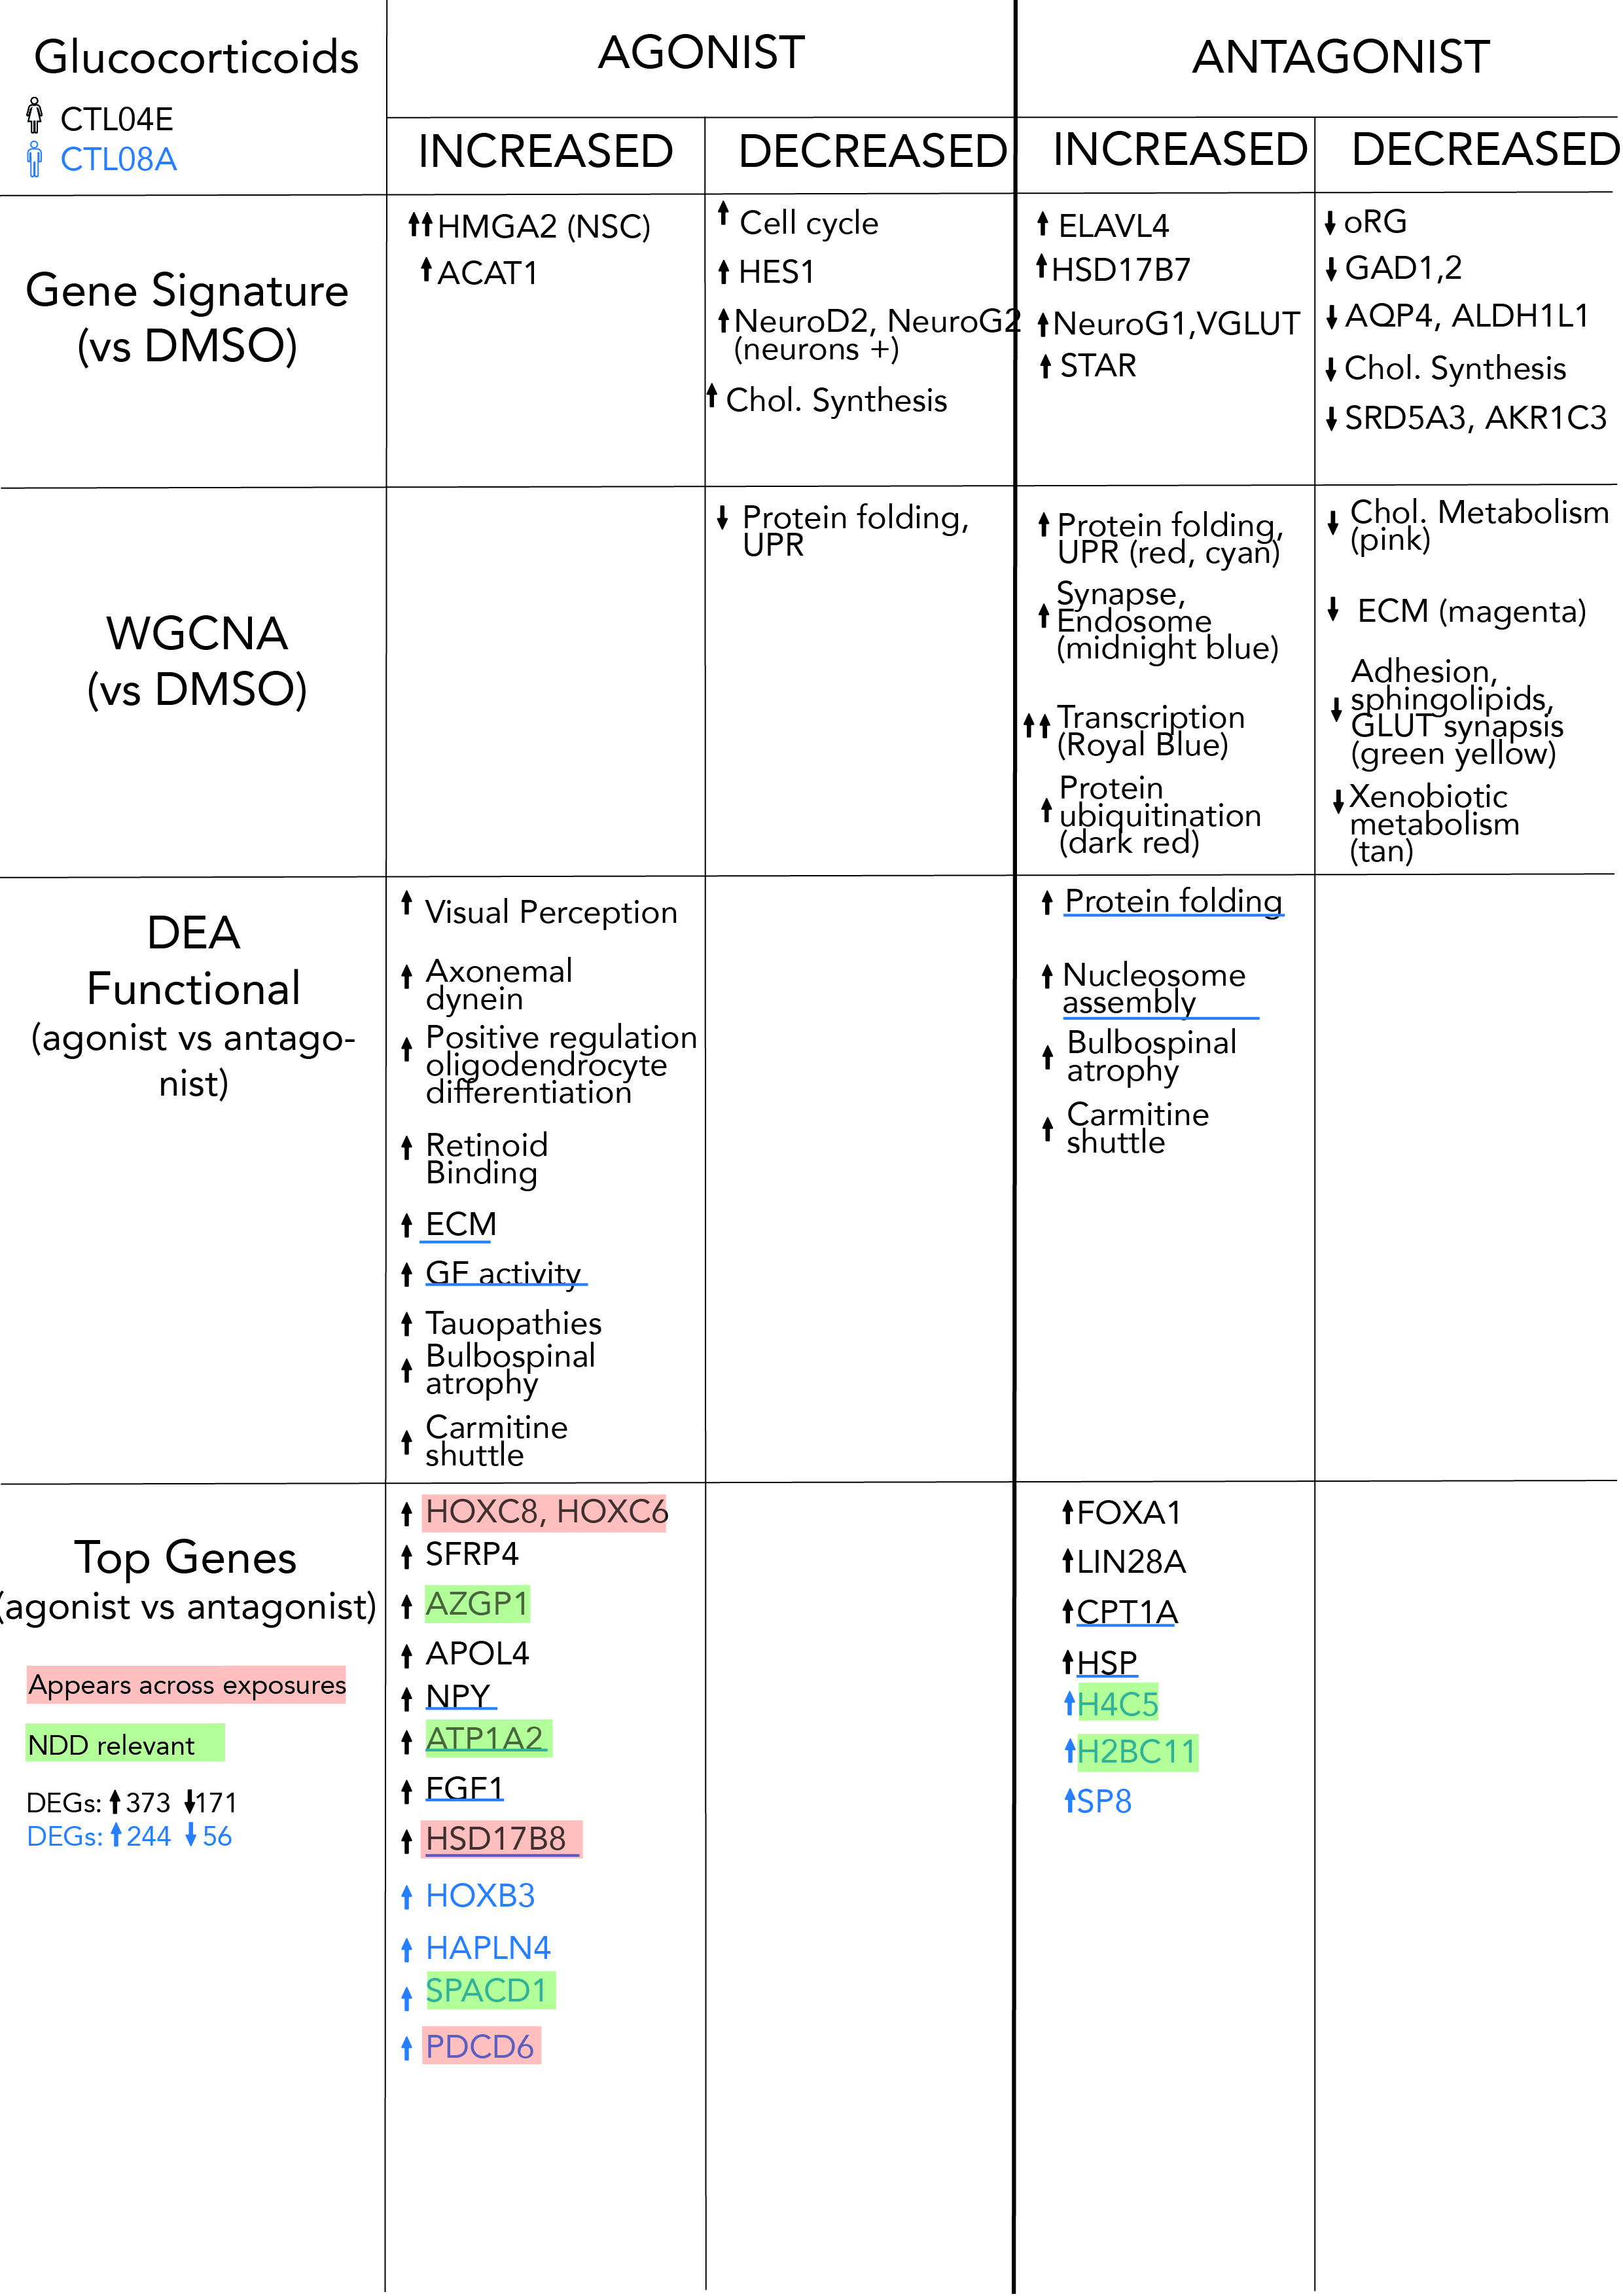 Glucocorticoids
CTL04E
CTL08A
AGONIST
ANTAGONIST
INCREASED
DECREASED
INCREASED
DECREASED
Gene Signature
(vs DMSO)
↑↑HMGA2 (NSC)
↑ACAT1
↑Cell cycle
↑HES1
↑NeuroD2, NeuroG2
(neurons +)
↑Chol. Synthesis
↑ELAVL4
↑HSD17B7
↑NeuroG1,VGLUT
↑STAR
↓oRG
↓GAD1,2
↓AQP4, ALDH1L1
↓Chol. Synthesis
↓SRD5A3, AKR1C3
WGCNA
(vs DMSO)
↓Protein folding,
UPR
↑Protein folding,
UPR (red, cyan)
Synapse,
↑Endosome
(midnight blue)
↑↑Transcription
(Royal Blue)
Protein
↑ubiquitination
(dark red)
↓Chol. Metabolism
(pink)
↓ECM (magenta)
Adhesion,
sphingolipids,
↓GLUT synapsis
(green yellow)
↓Xenobiotic
metabolism
(tan)
DEA
Functional
(agonist vs antago-
nist)
↑Visual Perception
↑Axonemal
dynein
↑Positive regulation
oligodendrocyte
differentiation
↑Retinoid
Binding
↑ECM
↑GF activity
↑Tauopathies
↑Bulbospinal
atrophy
↑Carmitine
shuttle
↑Protein folding
↑Nucleosome
assembly
↑Bulbospinal
atrophy
↑Carmitine
shuttle
Top Genes
(agonist vs antagonist)
Appears across exposures
NDD relevant
DEGs: ↑373 ↓171
DEGs: ↑244 ↓56
↑HOXC8, HOXC6
↑SFRP4
↑AZGP1
↑APOL4
↑NPY
↑ATP1A2
↑FGF1
↑HSD17B8
↑HOXB3
↑HAPLN4
↑SPACD1
↑PDCD6
↑FOXA1
↑LIN28A
↑CPT1A
↑HSP
↑H4C5
↑H2BC11
↑SP8